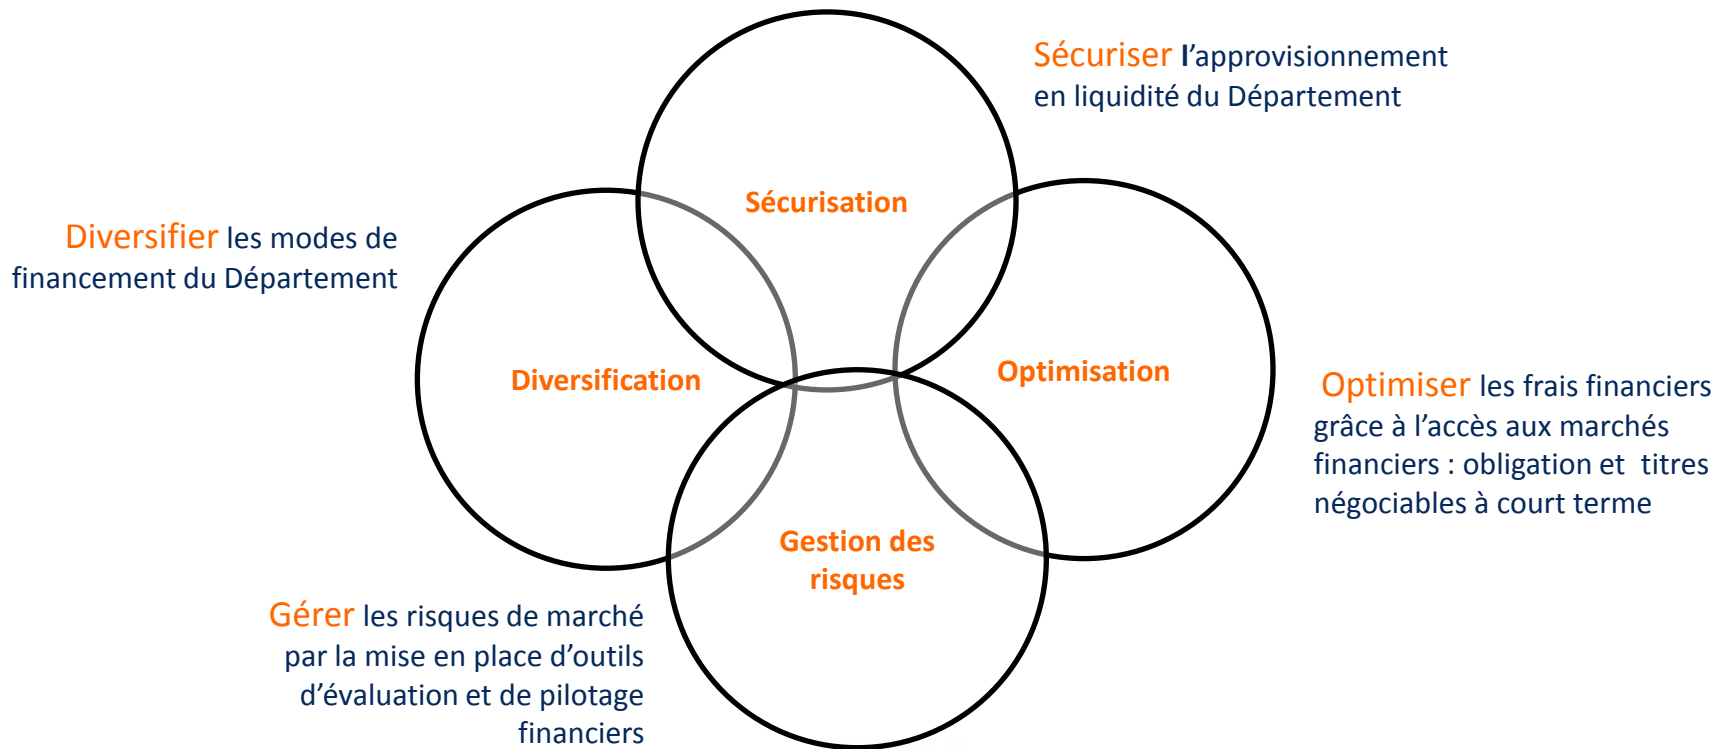 Sécuriser l’approvisionnement
en liquidité du Département
Sécurisation
Diversifier les modes de
financement du Département
Diversification
Optimisation
Optimiser les frais financiers
grâce à l’accès aux marchés
financiers : obligation et titres
négociables à court terme
Gestion des
risques
Gérer les risques de marché
par la mise en place d’outils
d’évaluation et de pilotage
financiers